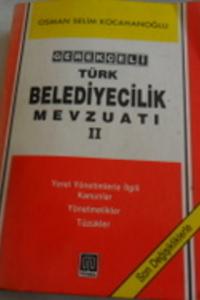 OSMAN SELİM KOCAHANOĞLU
GEREKÇELİ
TÜRK
BELEDİYECİLİK
MEVZUATI
II
Yerel Yönetimlerle İlgili
Kanunlar
Yönetmelikler
Tüzükler
Son Değişikliklerle